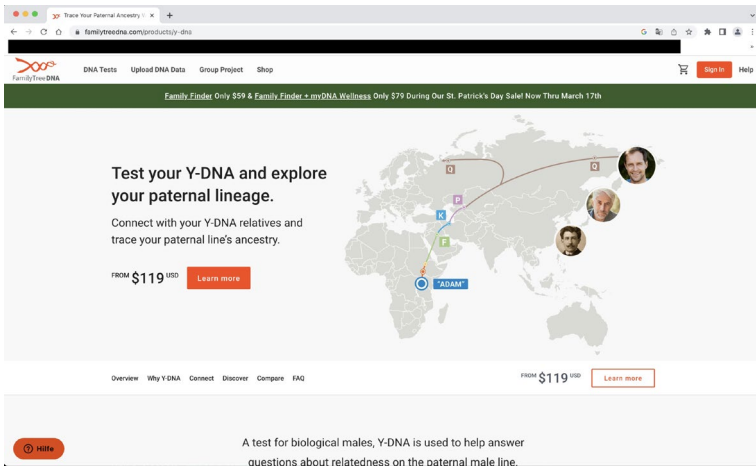 Trace Your Paternal Ancestry
familytreedna.com/products/y-dna
FamilyTreeDNA
DNA Tests
Upload DNA Data
Group Project
Shop
Sign In
Help
Family Finder Only $59 & Family Finder + myDNA Wellness Only $79 During Our St. Patrick's Day Sale! Now Thru March 17th
Test your Y-DNA and explore
your paternal lineage.
Connect with your Y-DNA relatives and
trace your paternal line's ancestry.
FROM $119 USD
Learn more
Q
Q
P
K
F
"ADAM"
Overview
Why Y-DNA
Connect
Discover
Compare
FAQ
FROM $119 USD
Learn more
Hilfe
A test for biological males, Y-DNA is used to help answer
questions about relatedness on the paternal male line.